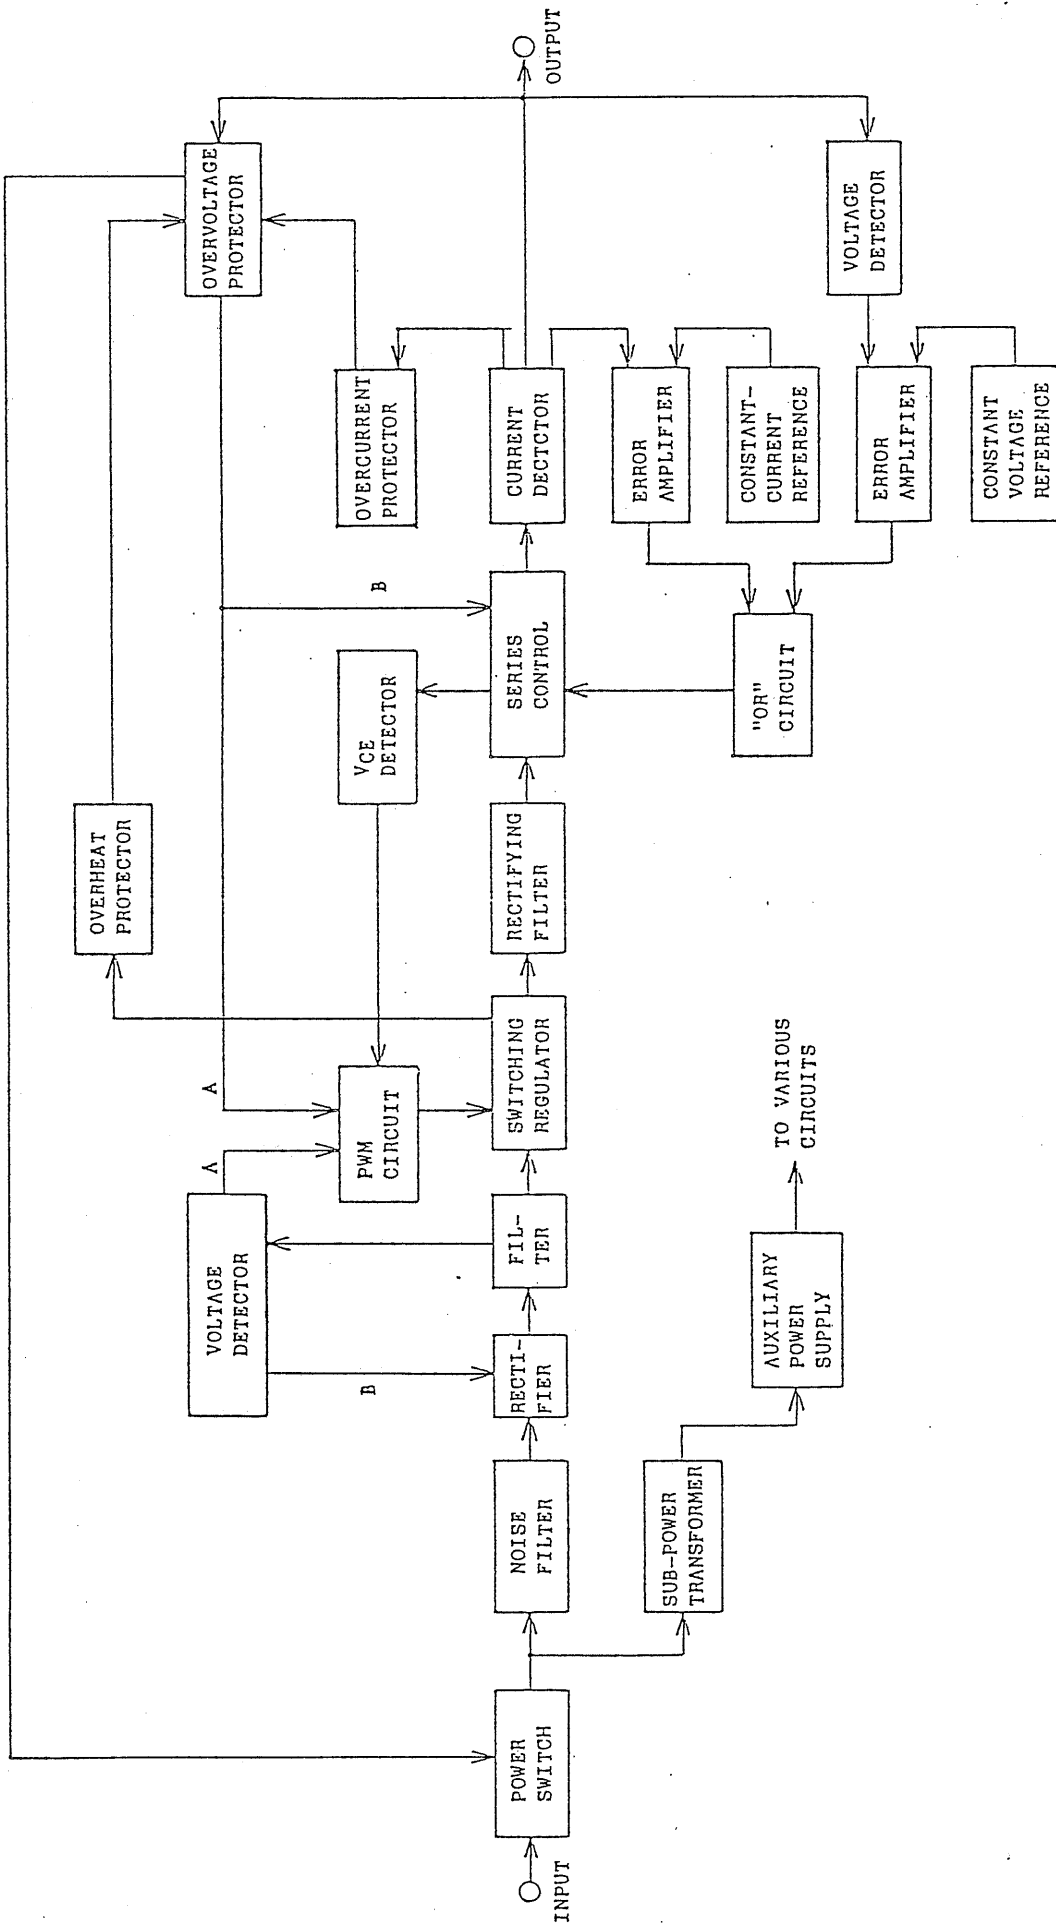 INPUT
POWER
SWITCH
NOISE
FILTER
RECTI-
FIER
FIL-
TER
SWITCHING
REGULATOR
RECTIFYING
FILTER
SERIES
CONTROL
CURRENT
DECTCTOR
OUTPUT
VOLTAGE
DETECTOR
A
B
PWM
CIRCUIT
A
OVERHEAT
PROTECTOR
VCE
DETECTOR
B
OVERCURRENT
PROTECTOR
OVERVOLTAGE
PROTECTOR
SUB-POWER
TRANSFORMER
AUXILIARY
POWER
SUPPLY
TO VARIOUS
CIRCUITS
"OR"
CIRCUIT
ERROR
AMPLIFIER
CONSTANT-
CURRENT
REFERENCE
ERROR
AMPLIFIER
CONSTANT
VOLTAGE
REFERENCE
VOLTAGE
DETECTOR